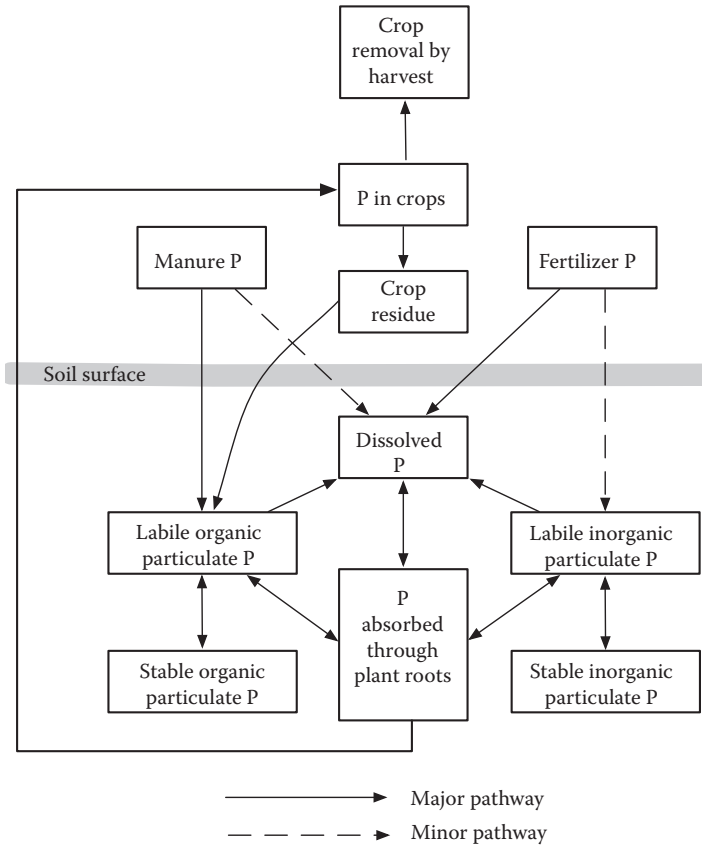 Crop
removal by
harvest
P in crops
Manure P
Fertilizer P
Crop
residue
Soil surface
Dissolved
P
Labile organic
particulate P
Labile inorganic
particulate P
P
absorbed
through
plant roots
Stable organic
particulate P
Stable inorganic
particulate P
Major pathway
Minor pathway